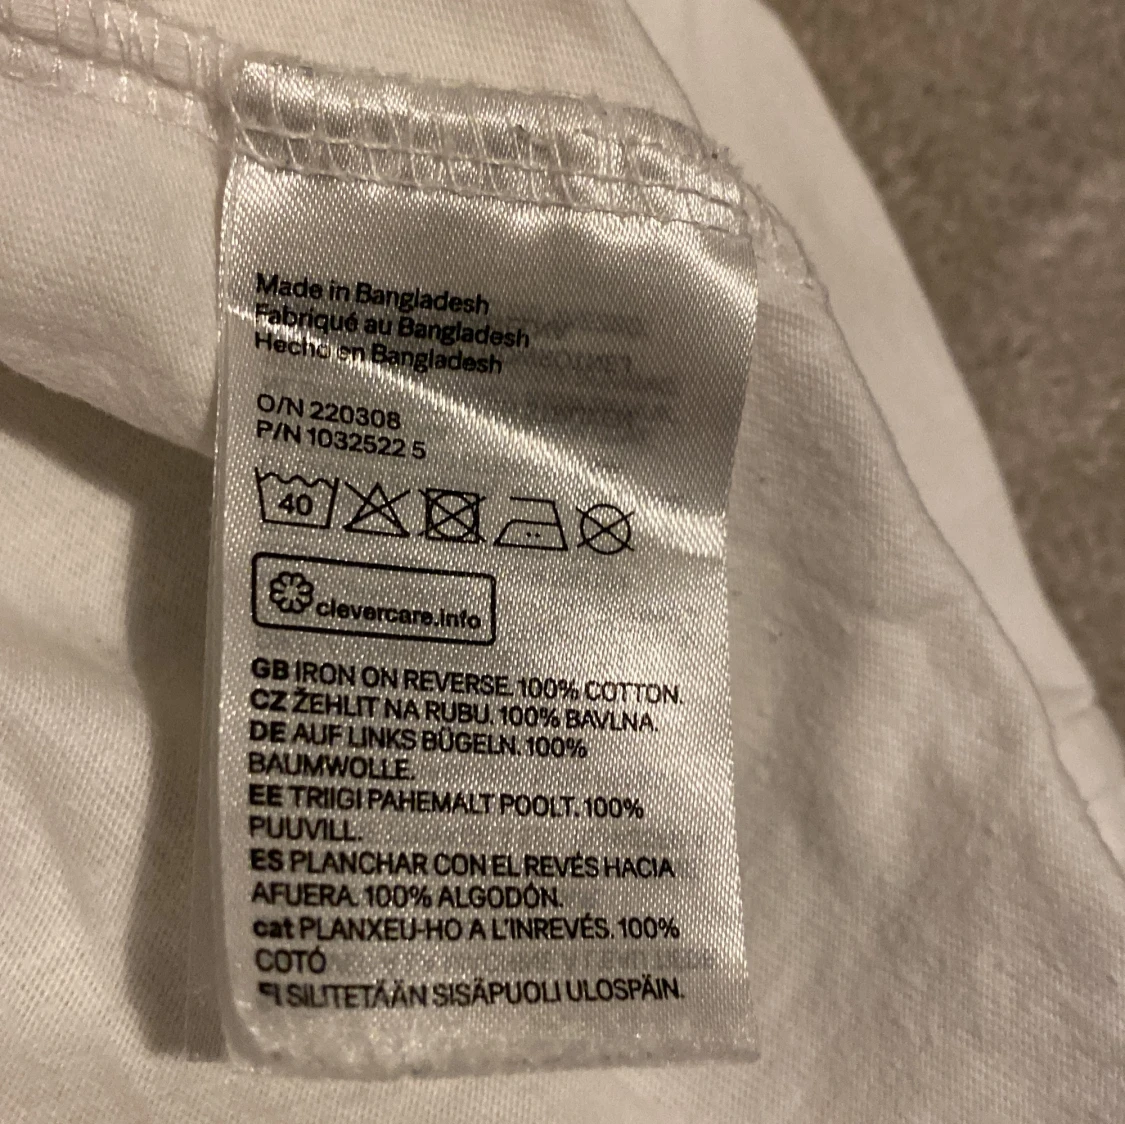 Made in Bangladesh
Fabriqué au Bangladesh
Hecho en Bangladesh
O/N 220308
P/N 1032522 5
40
clevercare.info
GB IRON ON REVERSE. 100% COTTON.
CZ ŽEHLIT NA RUBU. 100% BAVLNA.
DE AUF LINKS BÜGELN. 100%
BAUMWOLLE.
EE TRIIGI PAHEMALT POOLT. 100%
PUUVILL.
ES PLANCHAR CON EL REVÉS HACIA
AFUERA. 100% ALGODÓN.
cat PLANXEU-HO A L'INREVÉS. 100%
COTÓ
FI SILITETÄÄN SISÄPUOLI ULOSPÄIN.